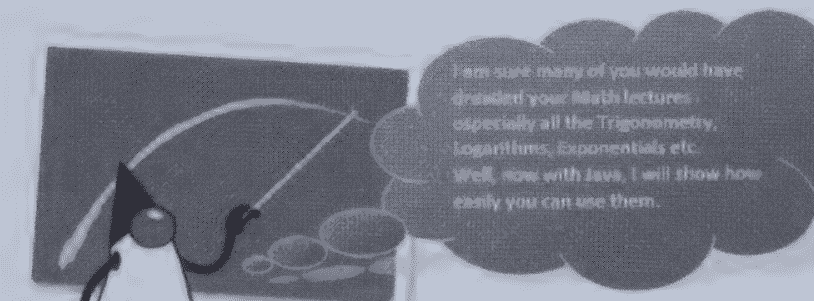 I am sure many of you would have
dreaded your Math lectures
especially all the Trigonometry,
Logarithms, Exponentials etc.
Well, now with Java, I will show how
easily you can use them.